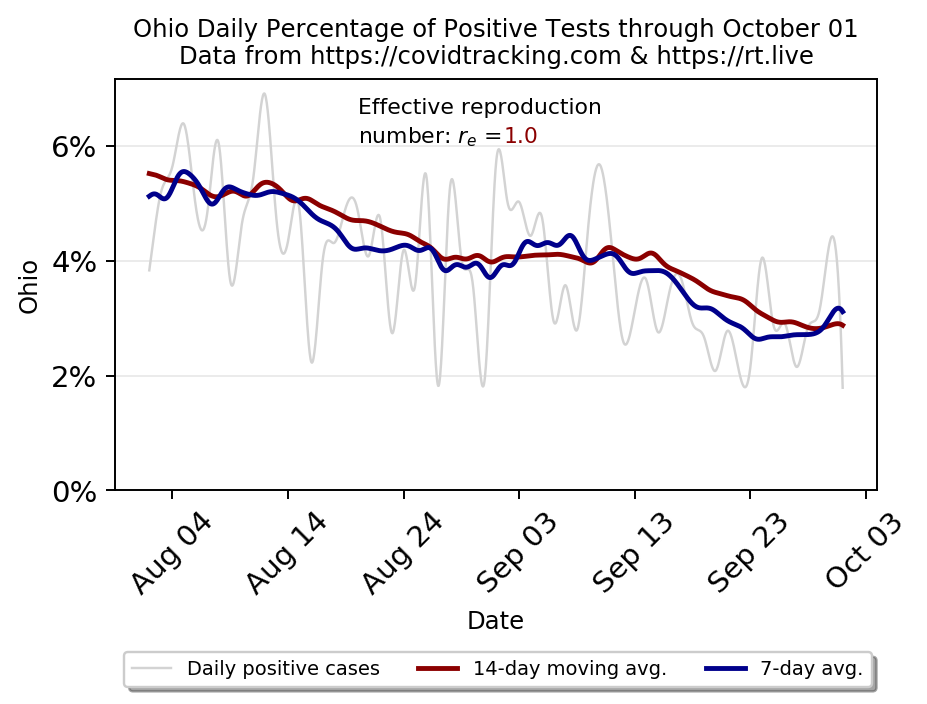 Ohio Daily Percentage of Positive Tests through October 01
Data from https://covidtracking.com & https://rt.live
Effective reproduction
number: rₑ =1.0
6%
4%
2%
0%
Ohio
Aug 04
Aug 14
Aug 24
Sep 03
Sep 13
Sep 23
Oct 03
Date
Daily positive cases
14-day moving avg.
7-day avg.